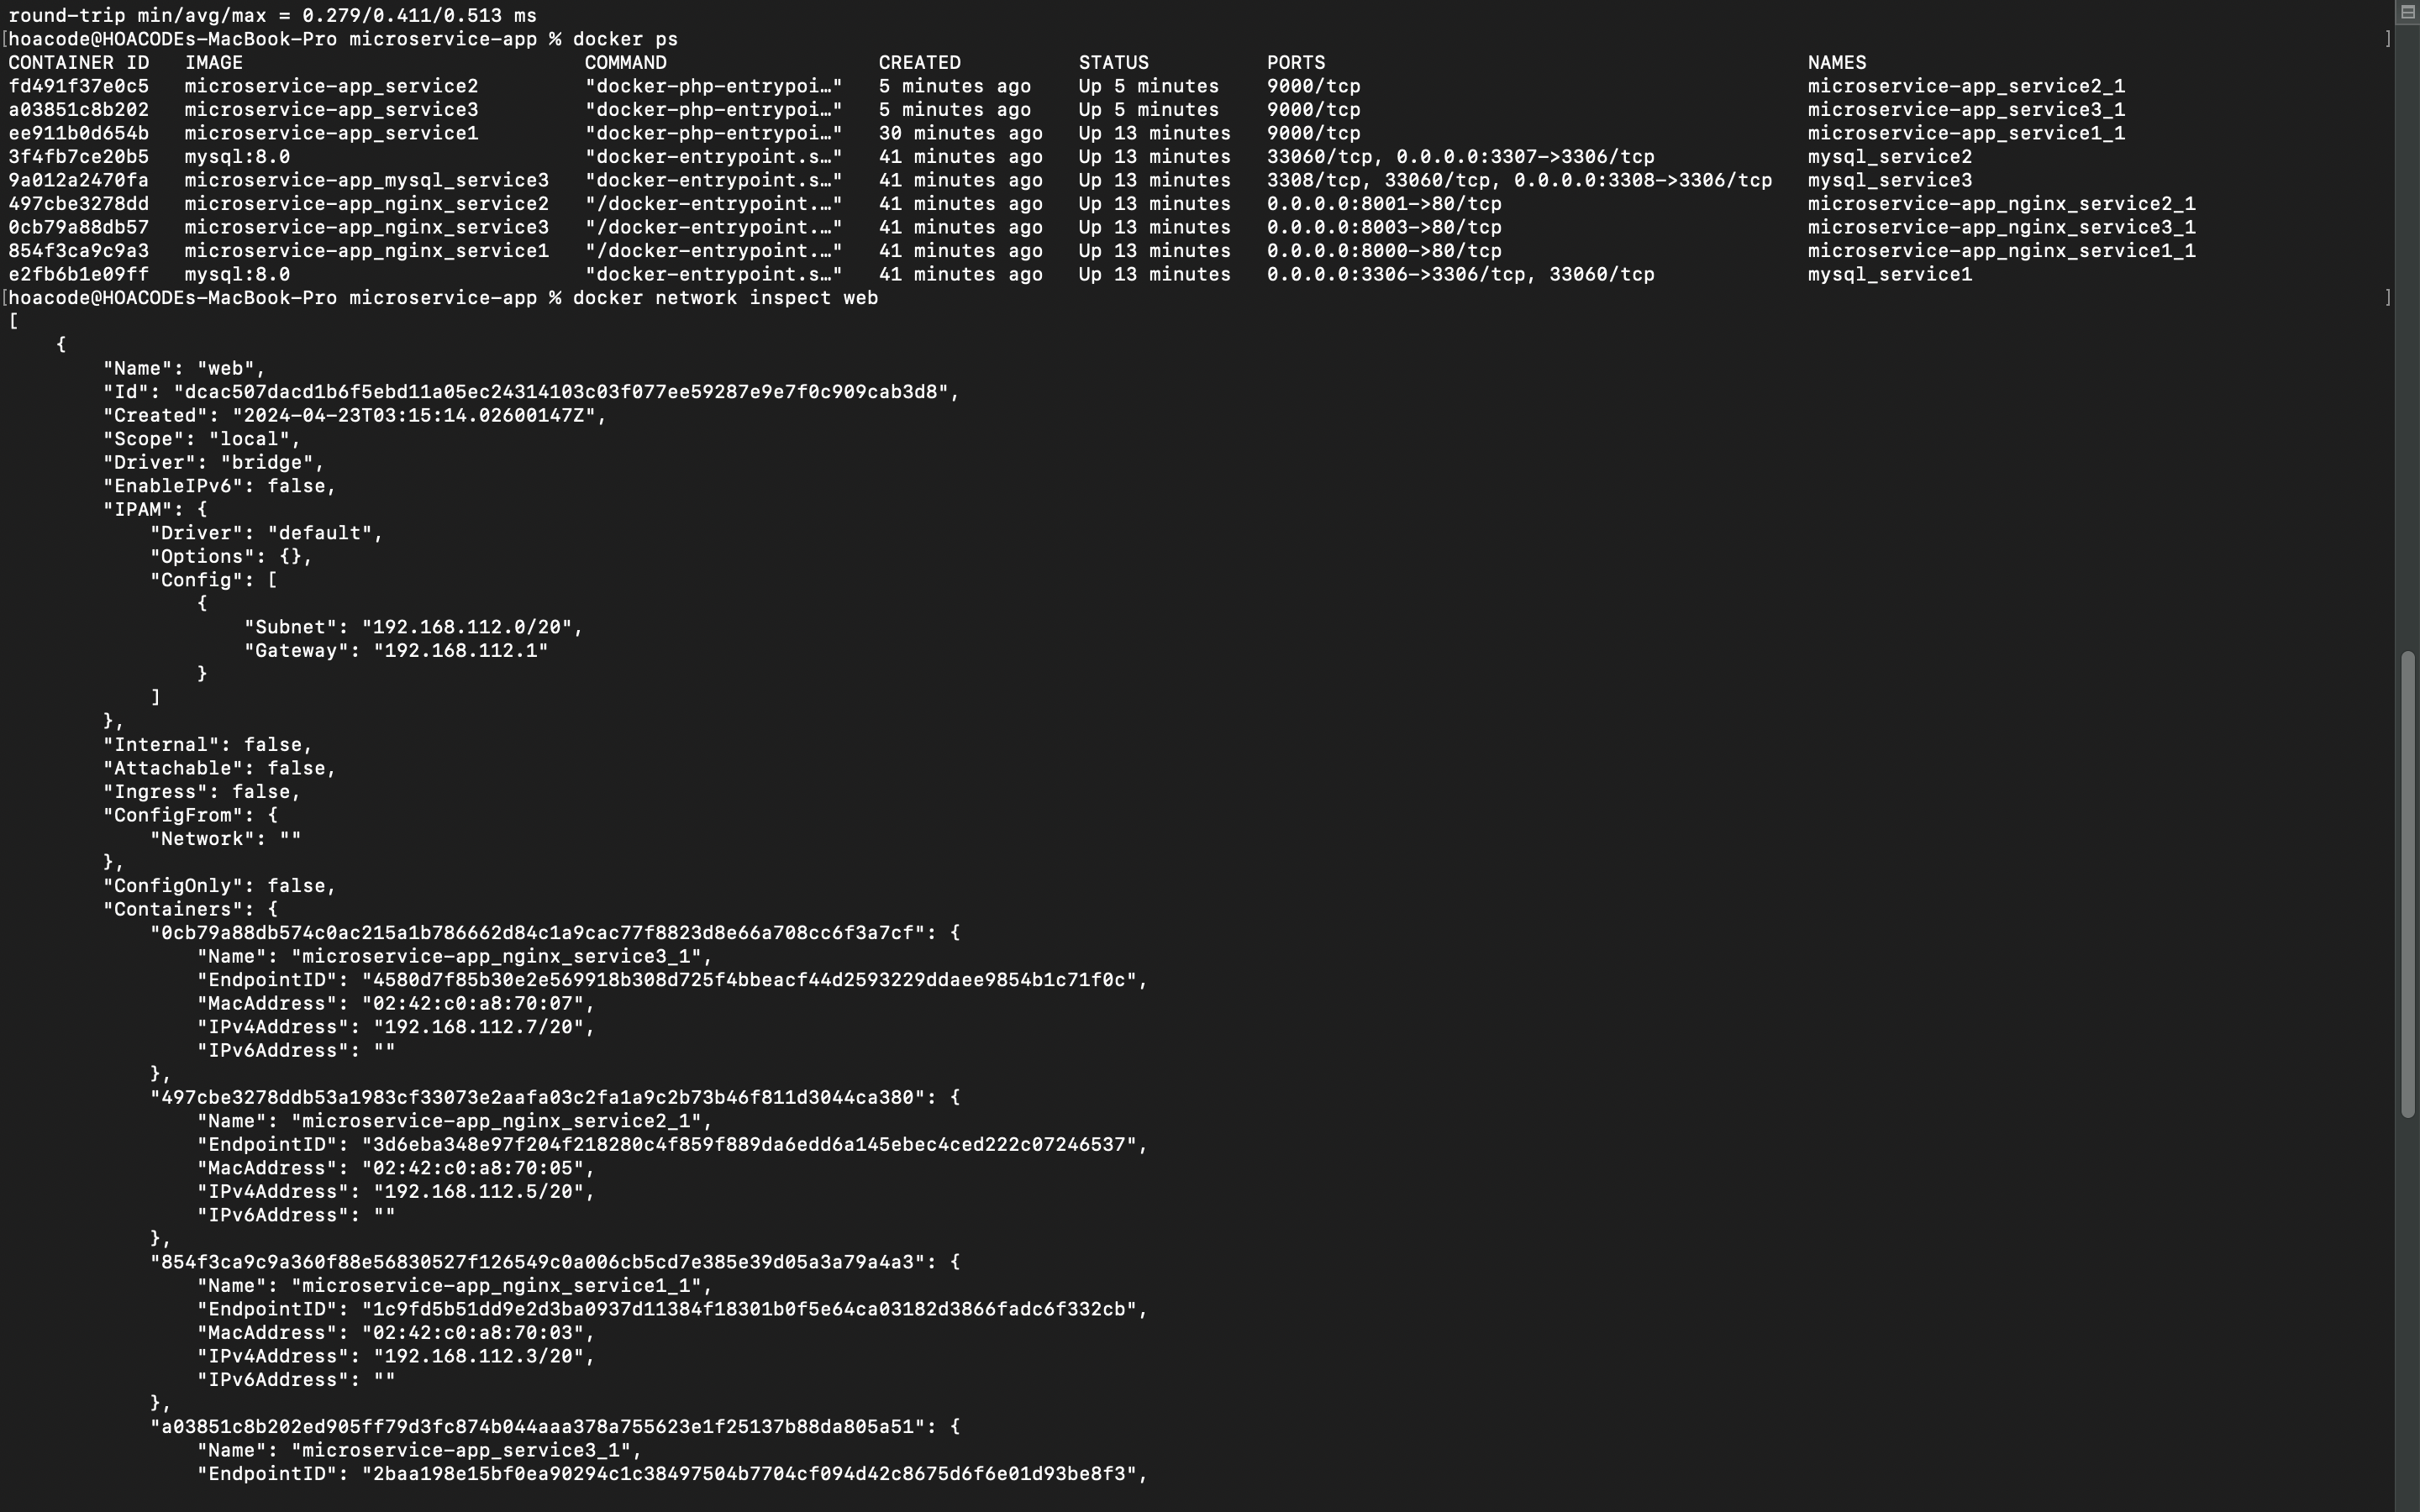 round-trip min/avg/max = 0.279/0.411/0.513 ms
[hoacode@HOACODEs-MacBook-Pro microservice-app % docker ps ]
CONTAINER ID   IMAGE                             COMMAND                  CREATED          STATUS          PORTS                                         NAMES
fd491f37e0c5   microservice-app_service2         "docker-php-entrypoi…"   5 minutes ago    Up 5 minutes    9000/tcp                                      microservice-app_service2_1
a03851c8b202   microservice-app_service3         "docker-php-entrypoi…"   5 minutes ago    Up 5 minutes    9000/tcp                                      microservice-app_service3_1
ee911b0d654b   microservice-app_service1         "docker-php-entrypoi…"   30 minutes ago   Up 13 minutes   9000/tcp                                      microservice-app_service1_1
3f4fb7ce20b5   mysql:8.0                         "docker-entrypoint.s…"   41 minutes ago   Up 13 minutes   33060/tcp, 0.0.0.0:3307->3306/tcp             mysql_service2
9a012a2470fa   microservice-app_mysql_service3   "docker-entrypoint.s…"   41 minutes ago   Up 13 minutes   3308/tcp, 33060/tcp, 0.0.0.0:3308->3306/tcp   mysql_service3
497cbe3278dd   microservice-app_nginx_service2   "/docker-entrypoint.…"   41 minutes ago   Up 13 minutes   0.0.0.0:8001->80/tcp                          microservice-app_nginx_service2_1
0cb79a88db57   microservice-app_nginx_service3   "/docker-entrypoint.…"   41 minutes ago   Up 13 minutes   0.0.0.0:8003->80/tcp                          microservice-app_nginx_service3_1
854f3ca9c9a3   microservice-app_nginx_service1   "/docker-entrypoint.…"   41 minutes ago   Up 13 minutes   0.0.0.0:8000->80/tcp                          microservice-app_nginx_service1_1
e2fb6b1e09ff   mysql:8.0                         "docker-entrypoint.s…"   41 minutes ago   Up 13 minutes   0.0.0.0:3306->3306/tcp, 33060/tcp             mysql_service1
[hoacode@HOACODEs-MacBook-Pro microservice-app % docker network inspect web ]
[
    {
        "Name": "web",
        "Id": "dcac507dacd1b6f5ebd11a05ec24314103c03f077ee59287e9e7f0c909cab3d8",
        "Created": "2024-04-23T03:15:14.02600147Z",
        "Scope": "local",
        "Driver": "bridge",
        "EnableIPv6": false,
        "IPAM": {
            "Driver": "default",
            "Options": {},
            "Config": [
                {
                    "Subnet": "192.168.112.0/20",
                    "Gateway": "192.168.112.1"
                }
            ]
        },
        "Internal": false,
        "Attachable": false,
        "Ingress": false,
        "ConfigFrom": {
            "Network": ""
        },
        "ConfigOnly": false,
        "Containers": {
            "0cb79a88db574c0ac215a1b786662d84c1a9cac77f8823d8e66a708cc6f3a7cf": {
                "Name": "microservice-app_nginx_service3_1",
                "EndpointID": "4580d7f85b30e2e569918b308d725f4bbeacf44d2593229ddaee9854b1c71f0c",
                "MacAddress": "02:42:c0:a8:70:07",
                "IPv4Address": "192.168.112.7/20",
                "IPv6Address": ""
            },
            "497cbe3278ddb53a1983cf33073e2aafa03c2fa1a9c2b73b46f811d3044ca380": {
                "Name": "microservice-app_nginx_service2_1",
                "EndpointID": "3d6eba348e97f204f218280c4f859f889da6edd6a145ebec4ced222c07246537",
                "MacAddress": "02:42:c0:a8:70:05",
                "IPv4Address": "192.168.112.5/20",
                "IPv6Address": ""
            },
            "854f3ca9c9a360f88e56830527f126549c0a006cb5cd7e385e39d05a3a79a4a3": {
                "Name": "microservice-app_nginx_service1_1",
                "EndpointID": "1c9fd5b51dd9e2d3ba0937d11384f18301b0f5e64ca03182d3866fadc6f332cb",
                "MacAddress": "02:42:c0:a8:70:03",
                "IPv4Address": "192.168.112.3/20",
                "IPv6Address": ""
            },
            "a03851c8b202ed905ff79d3fc874b044aaa378a755623e1f25137b88da805a51": {
                "Name": "microservice-app_service3_1",
                "EndpointID": "2baa198e15bf0ea90294c1c38497504b7704cf094d42c8675d6f6e01d93be8f3",